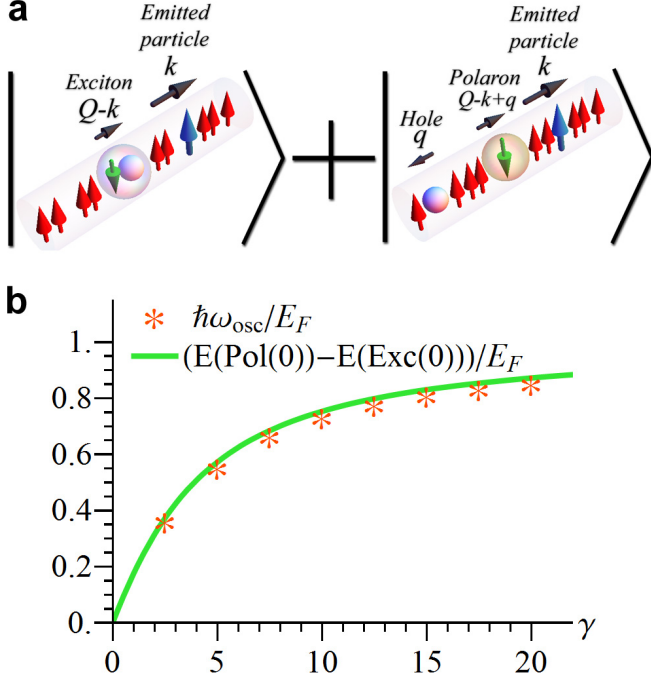 a
Emitted
particle
k
Exciton
Q-k
Emitted
particle
k
Polaron
Q-k+q
Hole
q
b
ħω_osc/E_F
(E(Pol(0))−E(Exc(0)))/E_F
1.
0.8
0.6
0.4
0.2
0.
0 5 10 15 20 γ